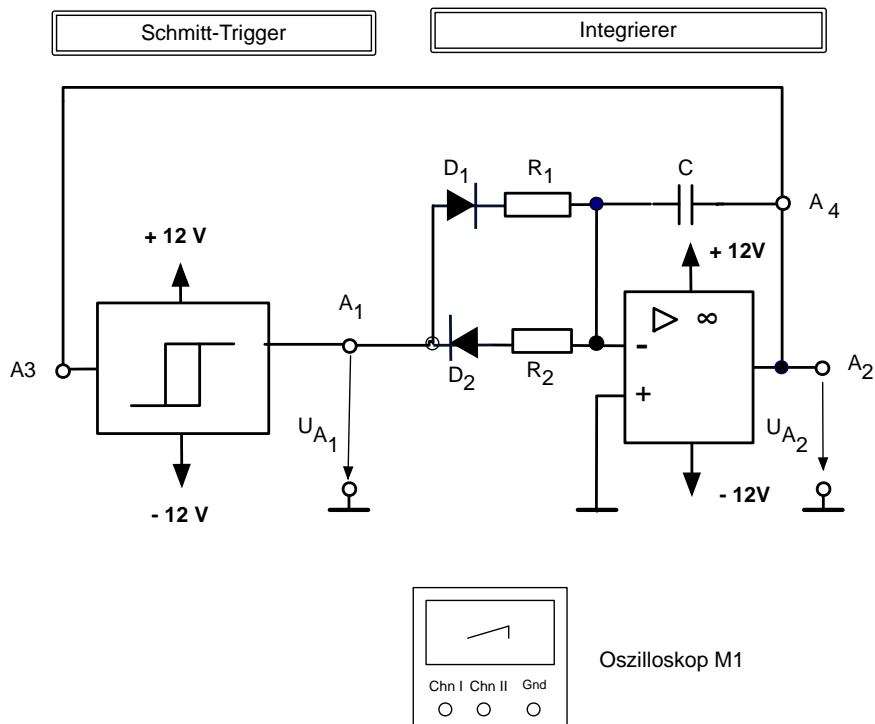 Schmitt-Trigger
Integrierer
D1
R1
C
A 4
+ 12 V
+ 12V
A1
∞
A3
-
D2
R2
A2
+
UA1
UA2
- 12 V
- 12V
Oszilloskop M1
Chn I Chn II Gnd